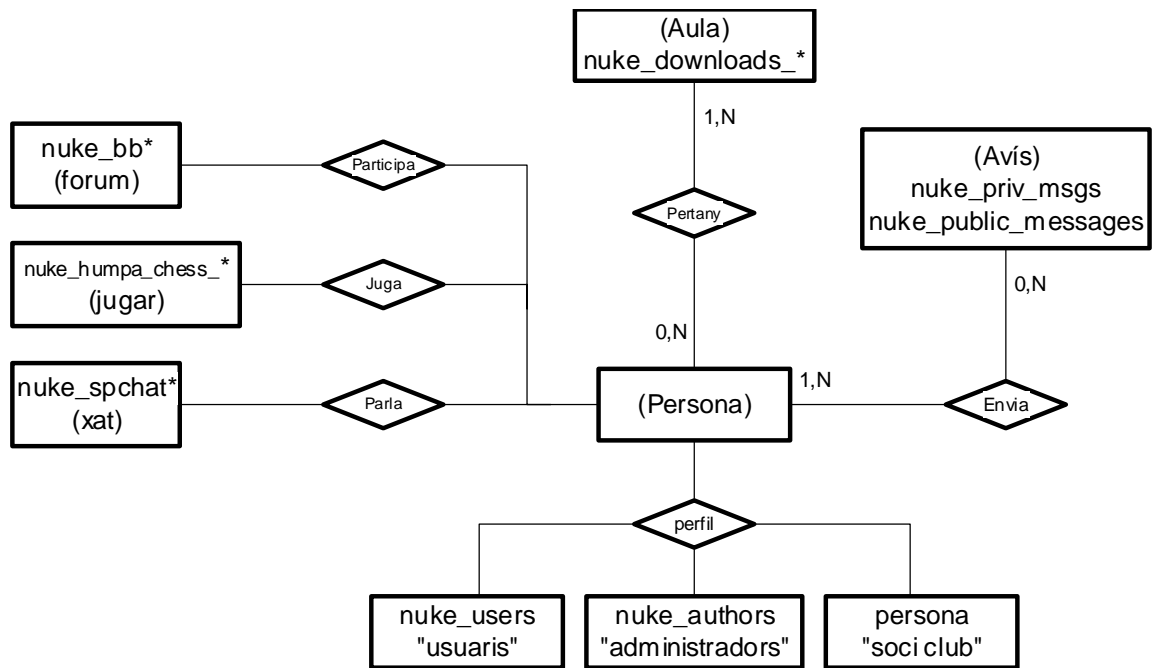 (Aula)
nuke_downloads_*
1,N
nuke_bb*
(forum)
Participa
(Avís)
nuke_priv_msgs
nuke_public_messages
Pertany
nuke_humpa_chess_*
(jugar)
Juga
0,N
0,N
nuke_spchat*
(xat)
Parla
(Persona)
1,N
Envia
perfil
nuke_users
"usuaris"
nuke_authors
"administradors"
persona
"soci club"